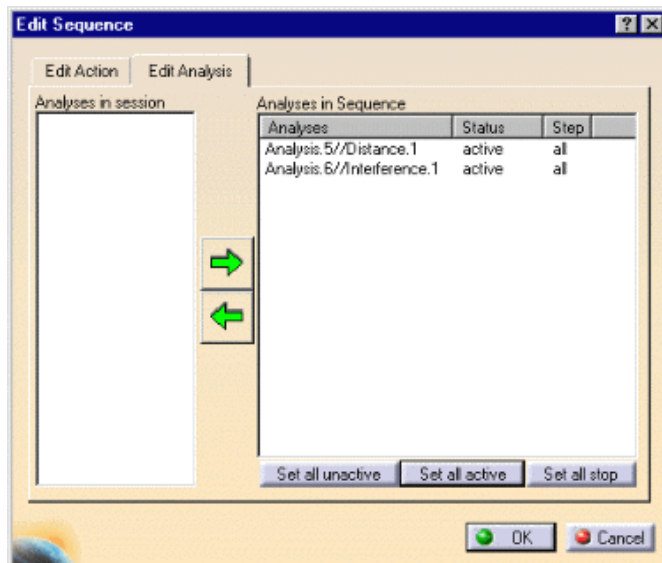 Edit Sequence
Edit Action Edit Analysis
Analyses in session
Analyses in Sequence
Analyses Status Step
Analysis.5//Distance.1 active all
Analysis.6//Interference.1 active all
Set all unactive Set all active Set all stop
OK Cancel